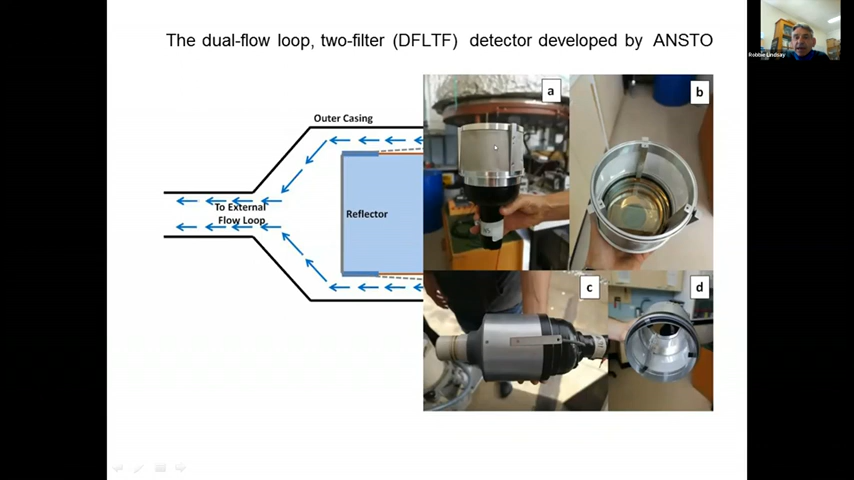 The dual-flow loop, two-filter (DFLTF) detector developed by ANSTO
Robbie Lindsay
Outer Casing
To External
Flow Loop
Reflector
a
b
c
d